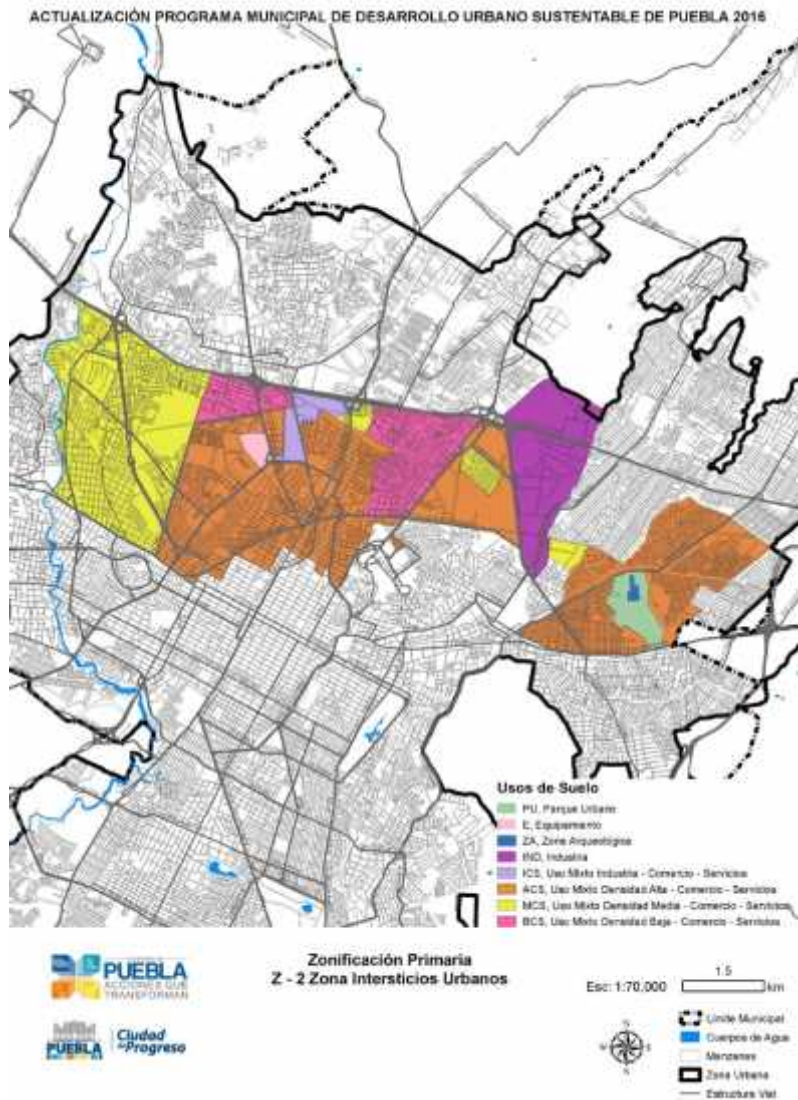 ACTUALIZACIÓN PROGRAMA MUNICIPAL DE DESARROLLO URBANO SUSTENTABLE DE PUEBLA 2016
Usos de Suelo
PU, Parque Urbano
E, Equipamiento
ZA, Zona Arqueológica
IND, Industria
ICS, Uso Mixto Industria - Comercio - Servicios
ACS, Uso Mixto Densidad Alta - Comercio - Servicios
MCS, Uso Mixto Densidad Media - Comercio - Servicios
BCS, Uso Mixto Densidad Baja - Comercio - Servicios
PUEBLA
ACCIONES QUE
TRANSFORMAN
PUEBLA
Ciudad
de Progreso
Zonificación Primaria
Z - 2 Zona Intersticios Urbanos
Esc: 1:70,000
1.5
km
N
W
E
S
Límite Municipal
Cuerpos de Agua
Manzanas
Zona Urbana
Estructura Vial